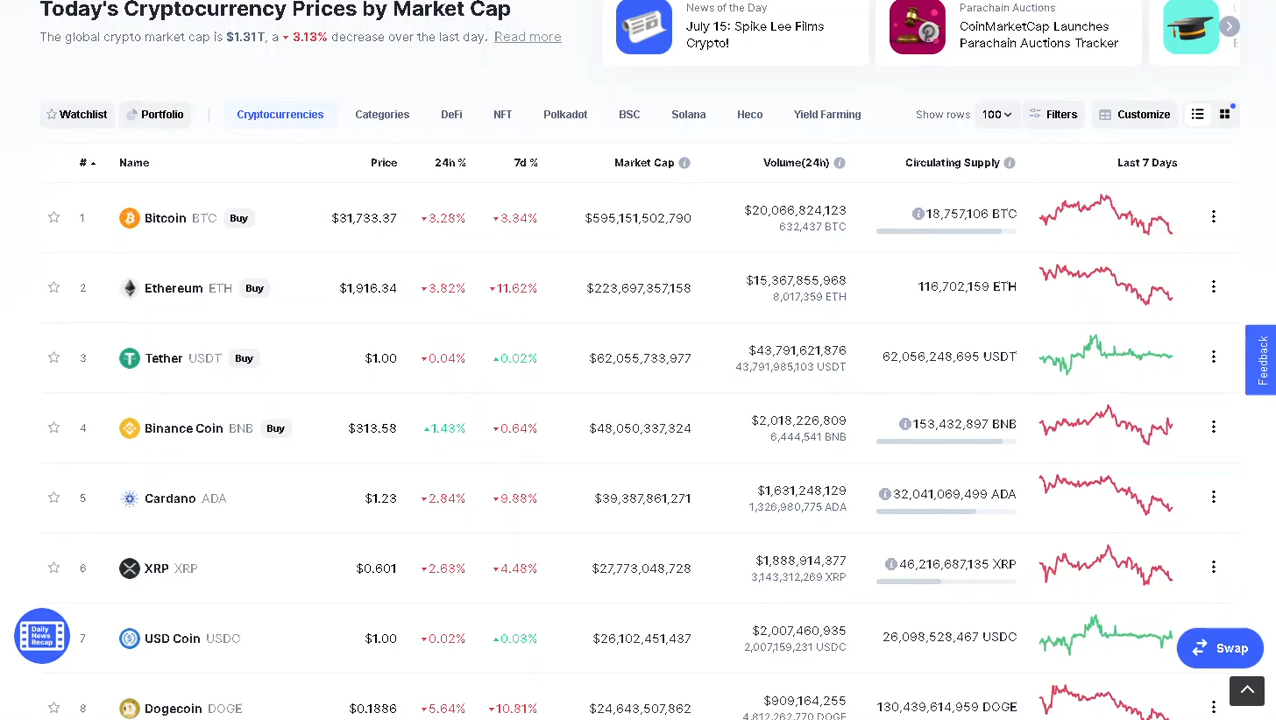 Today's Cryptocurrency Prices by Market Cap
The global crypto market cap is $1.31T, a 3.13% decrease over the last day. Read more
News of the Day
July 15: Spike Lee Films
Crypto!
Parachain Auctions
CoinMarketCap Launches
Parachain Auctions Tracker
Watchlist Portfolio Cryptocurrencies Categories DeFi NFT Polkadot BSC Solana Heco Yield Farming Show rows 100 Filters Customize
# Name Price 24h % 7d % Market Cap Volume(24h) Circulating Supply Last 7 Days
1 Bitcoin BTC Buy $31,733.37 3.28% 3.34% $595,151,502,790 $20,066,824,123 18,757,106 BTC
632,437 BTC
2 Ethereum ETH Buy $1,916.34 3.82% 11.62% $223,697,357,158 $15,367,855,968 116,702,159 ETH
8,017,359 ETH
3 Tether USDT Buy $1.00 0.04% 0.02% $62,055,733,977 $43,791,621,876 62,056,248,695 USDT
43,791,985,103 USDT
Feedback
4 Binance Coin BNB Buy $313.58 1.43% 0.64% $48,050,337,324 $2,018,226,809 153,432,897 BNB
6,444,541 BNB
5 Cardano ADA $1.23 2.84% 9.88% $39,387,861,271 $1,631,248,129 32,041,069,499 ADA
1,326,980,775 ADA
6 XRP XRP $0.601 2.63% 4.48% $27,773,048,728 $1,888,914,377 46,216,687,135 XRP
3,143,312,269 XRP
Daily
News
Recap
7 USD Coin USDC $1.00 0.02% 0.03% $26,102,451,437 $2,007,460,935 26,098,528,467 USDC
2,007,159,231 USDC
Swap
8 Dogecoin DOGE 5.64% 10.81% $24,643,507,862 $909,164,255 130,439,614,959 DOGE
4,812,262,770 DOGE